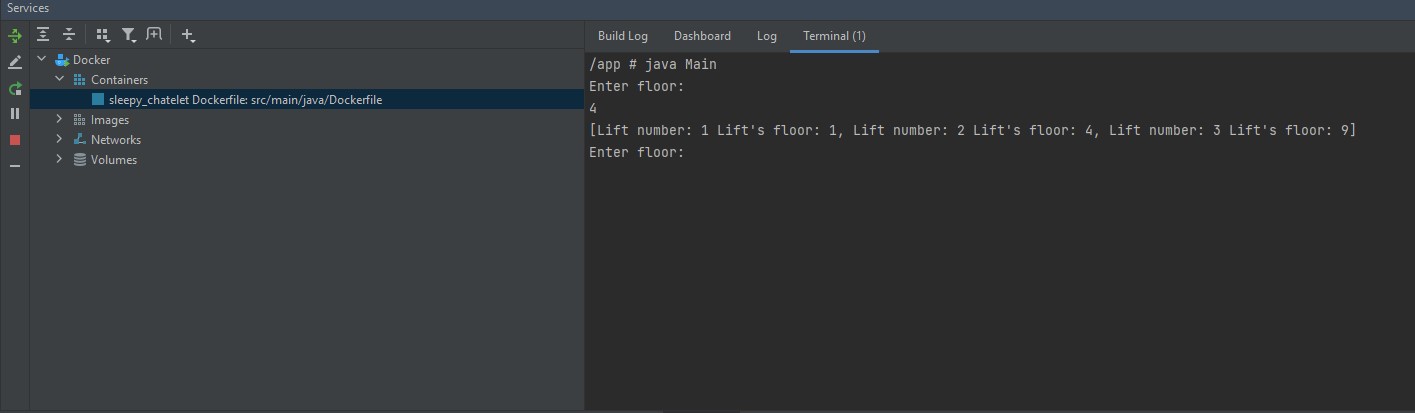 Services
Docker
Containers
sleepy_chatelet Dockerfile: src/main/java/Dockerfile
Images
Networks
Volumes
Build Log Dashboard Log Terminal (1)
/app # java Main
Enter floor:
4
[Lift number: 1 Lift's floor: 1, Lift number: 2 Lift's floor: 4, Lift number: 3 Lift's floor: 9]
Enter floor: